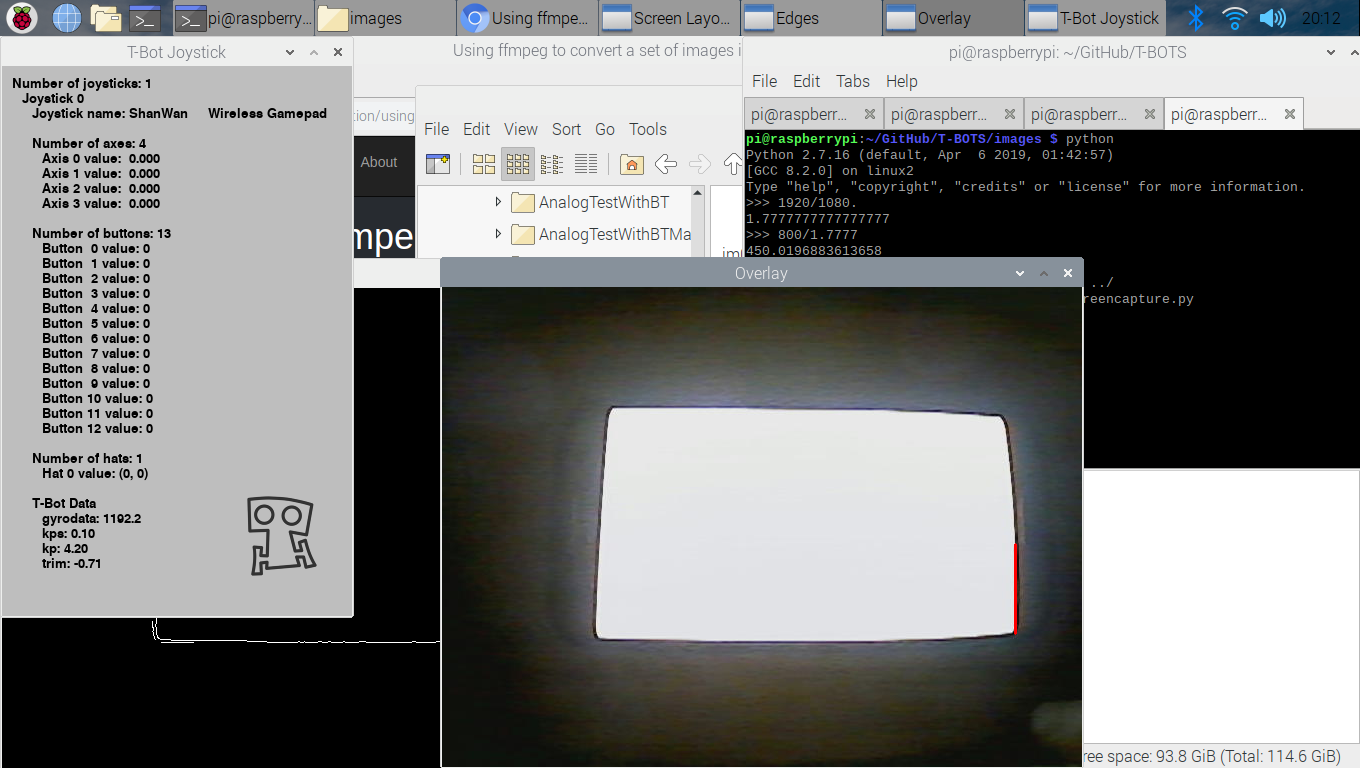 pi@raspberry...
images
Using ffmpe...
Screen Layo...
Edges
Overlay
T-Bot Joystick
20:12
T-Bot Joystick
Number of joysticks: 1
Joystick 0
Joystick name: ShanWan Wireless Gamepad
Number of axes: 4
Axis 0 value: 0.000
Axis 1 value: 0.000
Axis 2 value: 0.000
Axis 3 value: 0.000
Number of buttons: 13
Button 0 value: 0
Button 1 value: 0
Button 2 value: 0
Button 3 value: 0
Button 4 value: 0
Button 5 value: 0
Button 6 value: 0
Button 7 value: 0
Button 8 value: 0
Button 9 value: 0
Button 10 value: 0
Button 11 value: 0
Button 12 value: 0
Number of hats: 1
Hat 0 value: (0, 0)
T-Bot Data
gyrodata: 1192.2
kps: 0.10
kp: 4.20
trim: -0.71
Using ffmpeg to convert a set of images i
ion/using
About
mpe
File Edit View Sort Go Tools
AnalogTestWithBT
AnalogTestWithBTMa
pi@raspberrypi: ~/GitHub/T-BOTS
File Edit Tabs Help
pi@raspberr...
pi@raspberr...
pi@raspberr...
pi@raspberr...
pi@raspberrypi:~/GitHub/T-BOTS/images $ python
Python 2.7.16 (default, Apr  6 2019, 01:42:57)
[GCC 8.2.0] on linux2
Type "help", "copyright", "credits" or "license" for more information.
>>> 1920/1080.
1.7777777777777777
>>> 800/1.7777
450.0196883613658
../
reencapture.py
Overlay
ree space: 93.8 GiB (Total: 114.6 GiB)